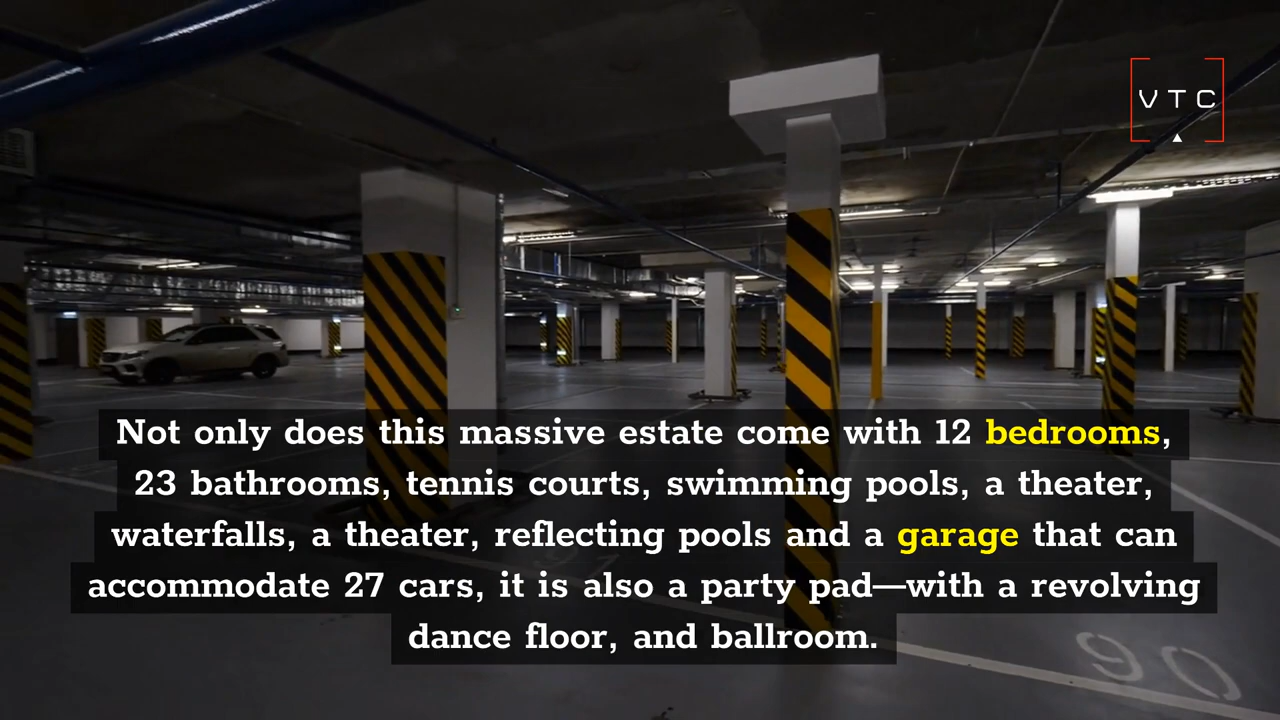 VTC
Not only does this massive estate come with 12 bedrooms,
23 bathrooms, tennis courts, swimming pools, a theater,
waterfalls, a theater, reflecting pools and a garage that can
accommodate 27 cars, it is also a party pad—with a revolving
dance floor, and ballroom.
90